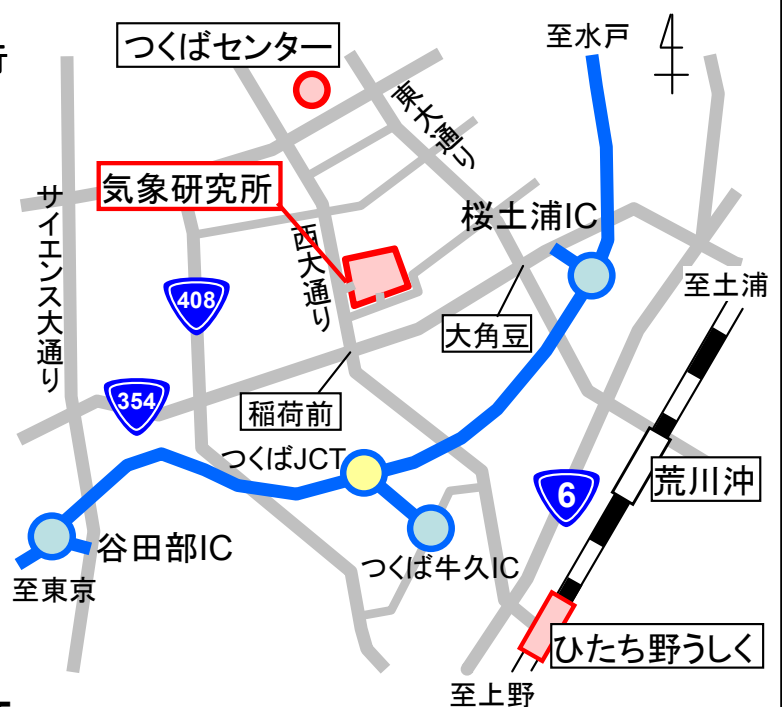 つくばセンター
至水戸
東大通り
気象研究所
サイエンス大通り
西大通り
桜土浦IC
408
至土浦
大角豆
354
稲荷前
つくばJCT
荒川沖
6
谷田部IC
つくば牛久IC
至東京
ひたち野うしく
至上野